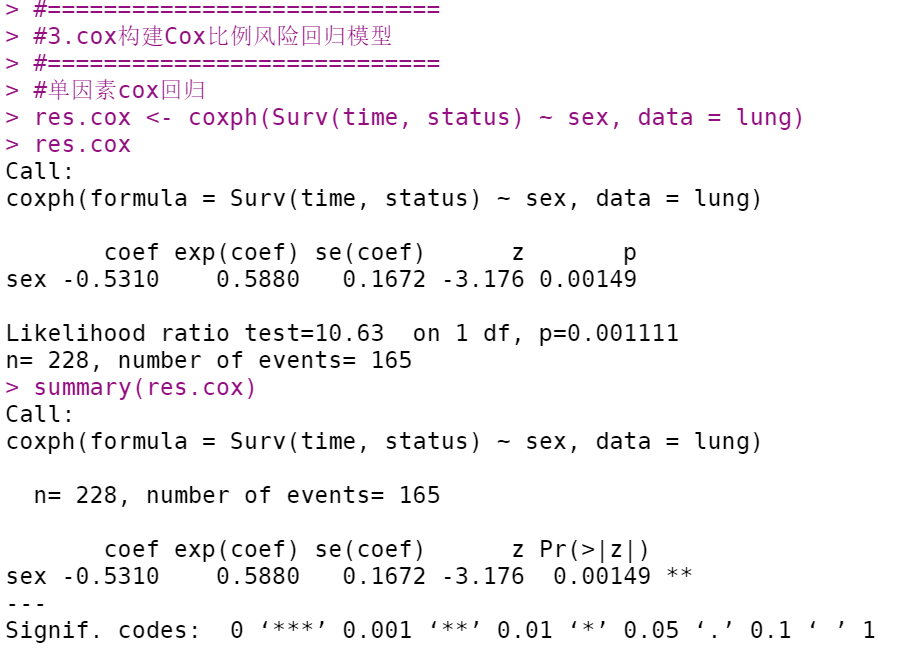 > #============================
> #3.cox构建Cox比例风险回归模型
> #============================
> #单因素cox回归
> res.cox <- coxph(Surv(time, status) ~ sex, data = lung)
> res.cox
Call:
coxph(formula = Surv(time, status) ~ sex, data = lung)
coef exp(coef) se(coef) z p
sex -0.5310 0.5880 0.1672 -3.176 0.00149
Likelihood ratio test=10.63 on 1 df, p=0.001111
n= 228, number of events= 165
> summary(res.cox)
Call:
coxph(formula = Surv(time, status) ~ sex, data = lung)
n= 228, number of events= 165
coef exp(coef) se(coef) z Pr(>|z|)
sex -0.5310 0.5880 0.1672 -3.176 0.00149 **
---
Signif. codes: 0 ‘***’ 0.001 ‘**’ 0.01 ‘*’ 0.05 ‘.’ 0.1 ‘ ’ 1